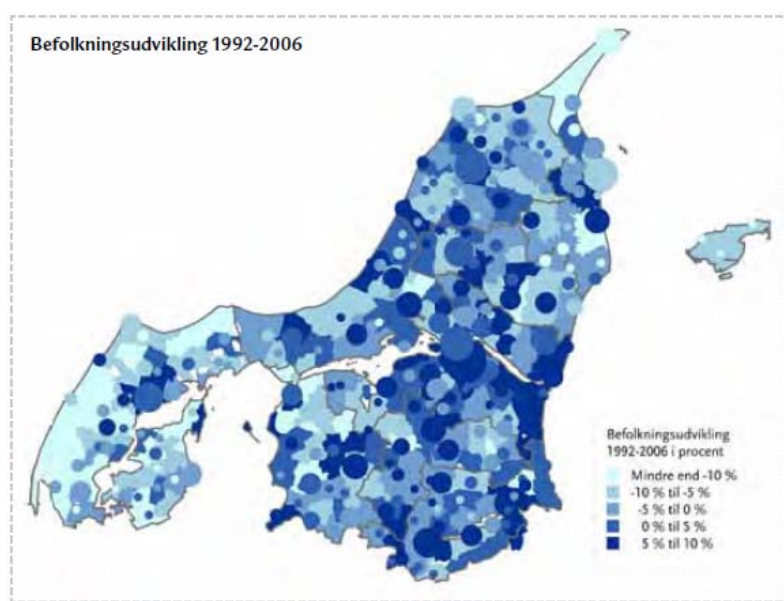 Befolkningsudvikling 1992-2006
Befolkningsudvikling
1992-2006 i procent
Mindre end -10 %
-10 % til -5 %
-5 % til 0 %
0 % til 5 %
5 % til 10 %